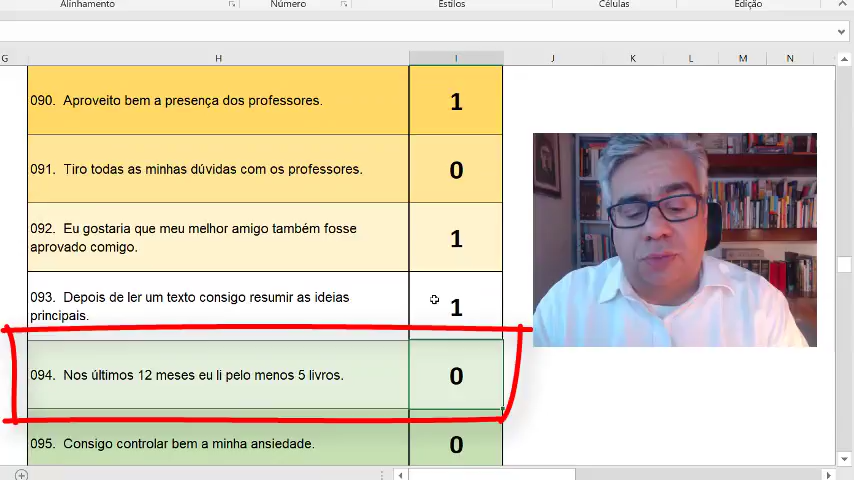 Alinhamento
Número
Estilos
Células
Edição
G
H
I
J
K
L
M
N
090. Aproveito bem a presença dos professores.
1
091. Tiro todas as minhas dúvidas com os professores.
0
092. Eu gostaria que meu melhor amigo também fosse
aprovado comigo.
1
093. Depois de ler um texto consigo resumir as ideias
principais.
1
094. Nos últimos 12 meses eu li pelo menos 5 livros.
0
095. Consigo controlar bem a minha ansiedade.
0